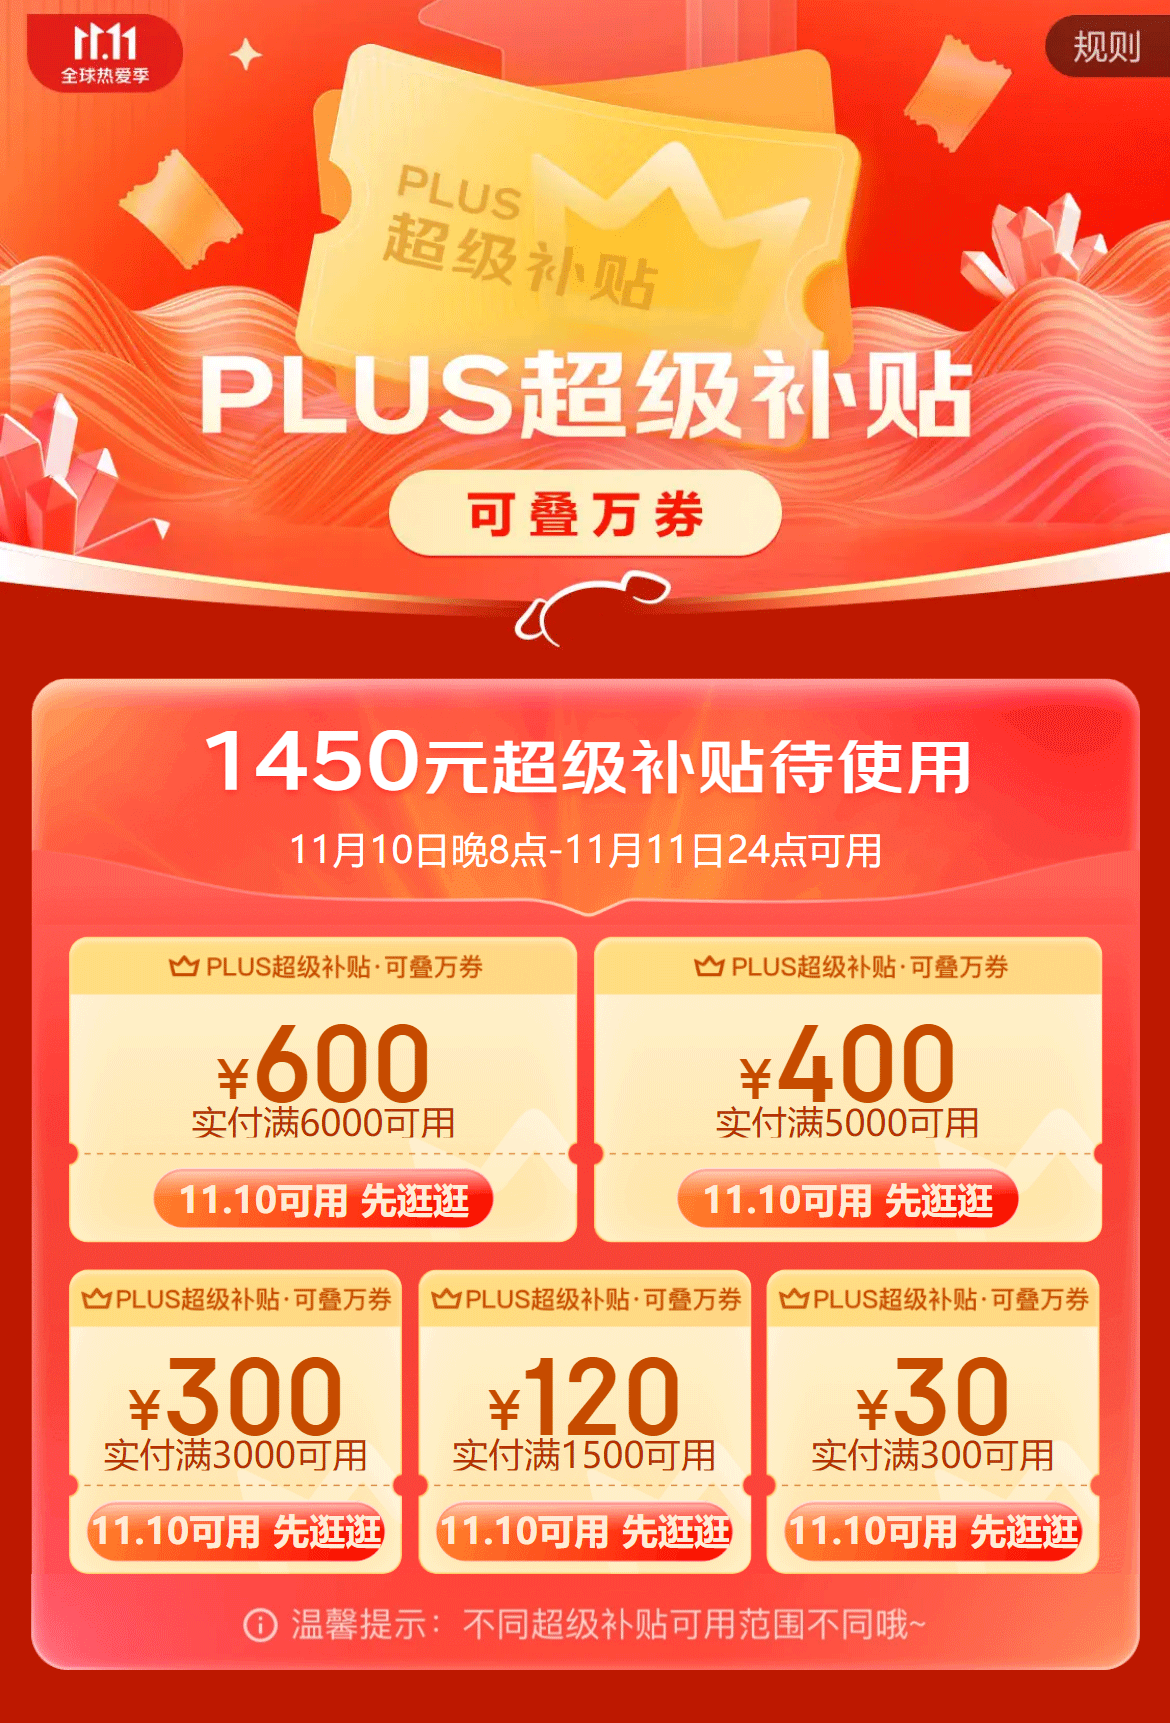 11.11
全球热爱季
规则
PLUS
超级补贴
PLUS超级补贴
可叠万券
1450元超级补贴待使用
11月10日晚8点-11月11日24点可用
PLUS超级补贴·可叠万券
¥600
实付满6000可用
11.10可用 先逛逛
PLUS超级补贴·可叠万券
¥400
实付满5000可用
11.10可用 先逛逛
PLUS超级补贴·可叠万券
¥300
实付满3000可用
11.10可用 先逛逛
PLUS超级补贴·可叠万券
¥120
实付满1500可用
11.10可用 先逛逛
PLUS超级补贴·可叠万券
¥30
实付满300可用
11.10可用 先逛逛
温馨提示：不同超级补贴可用范围不同哦~